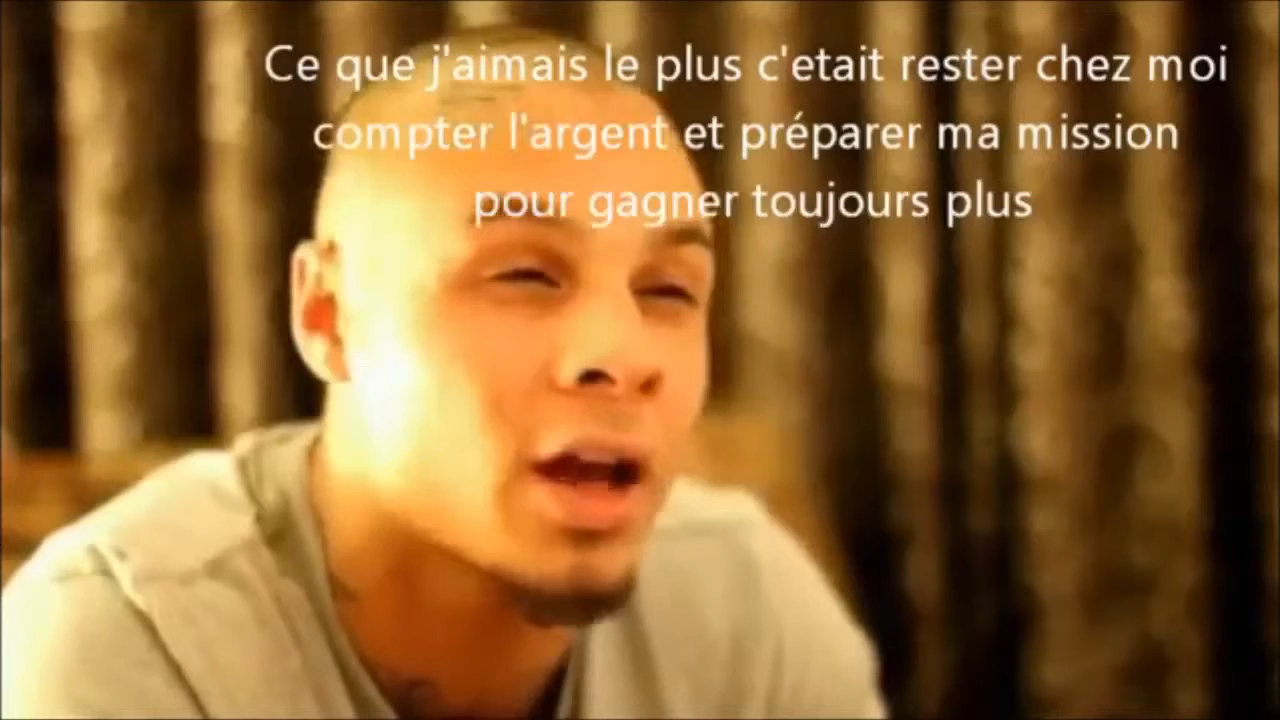 Ce que j'aimais le plus c'etait rester chez moi
compter l'argent et préparer ma mission
pour gagner toujours plus